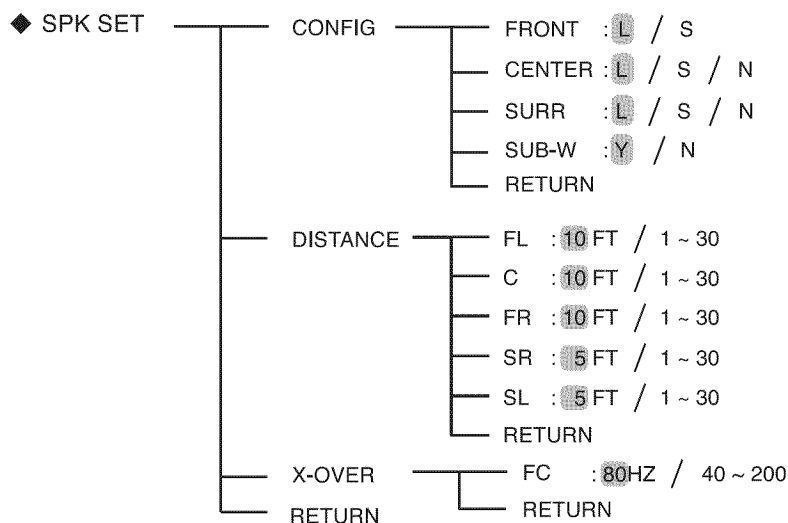 ◆ SPK SET
CONFIG
FRONT : L / S
CENTER : L / S / N
SURR : L / S / N
SUB-W : Y / N
RETURN
DISTANCE
FL : 10 FT / 1 ~ 30
C : 10 FT / 1 ~ 30
FR : 10 FT / 1 ~ 30
SR : 5 FT / 1 ~ 30
SL : 5 FT / 1 ~ 30
RETURN
X-OVER
FC : 80HZ / 40 ~ 200
RETURN
RETURN